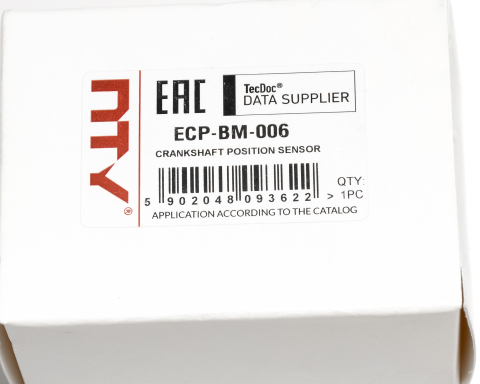 NTY®
EAC
TecDoc®
DATA SUPPLIER
ECP-BM-006
CRANKSHAFT POSITION SENSOR
5 902048 093622 >
QTY:
1PC
APPLICATION ACCORDING TO THE CATALOG